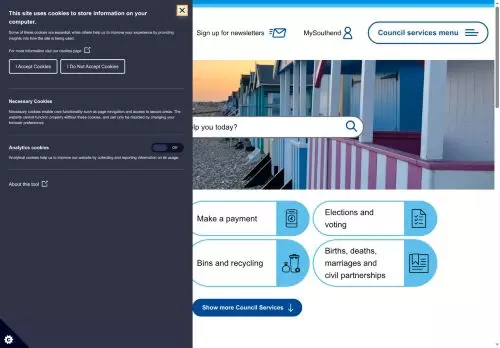 This site uses cookies to store information on your
computer.
Some of these cookies are essential, while others help us to improve your experience by providing
insights into how the site is being used.
For more information visit our cookies page
I Accept Cookies
I Do Not Accept Cookies
Necessary Cookies
Necessary cookies enable core functionality such as page navigation and access to secure areas. The
website cannot function properly without these cookies, and can only be disabled by changing your
browser preferences.
Analytics cookies
Off
Analytical cookies help us to improve our website by collecting and reporting information on its usage.
About this tool
Sign up for newsletters
MySouthend
Council services menu
lp you today?
Make a payment
Elections and
voting
Bins and recycling
Births, deaths,
marriages and
civil partnerships
Show more Council Services